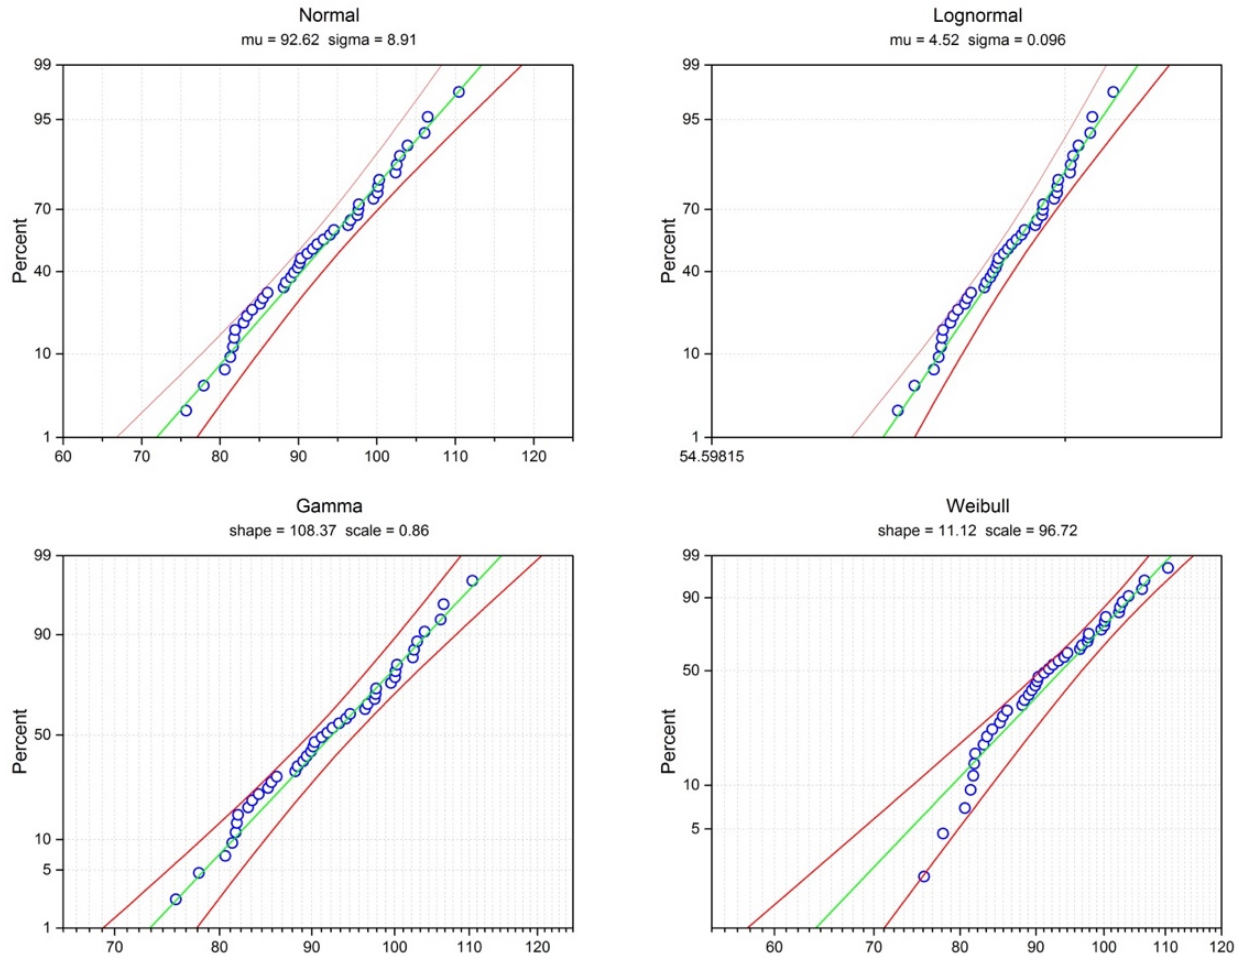 Normal
mu = 92.62 sigma = 8.91
99
95
70
40
10
1
Percent
60 70 80 90 100 110 120
Lognormal
mu = 4.52 sigma = 0.096
99
95
70
40
10
1
Percent
54.59815
Gamma
shape = 108.37 scale = 0.86
99
90
50
10
5
1
Percent
70 80 90 100 110 120
Weibull
shape = 11.12 scale = 96.72
99
90
50
10
5
Percent
60 70 80 90 100 110 120